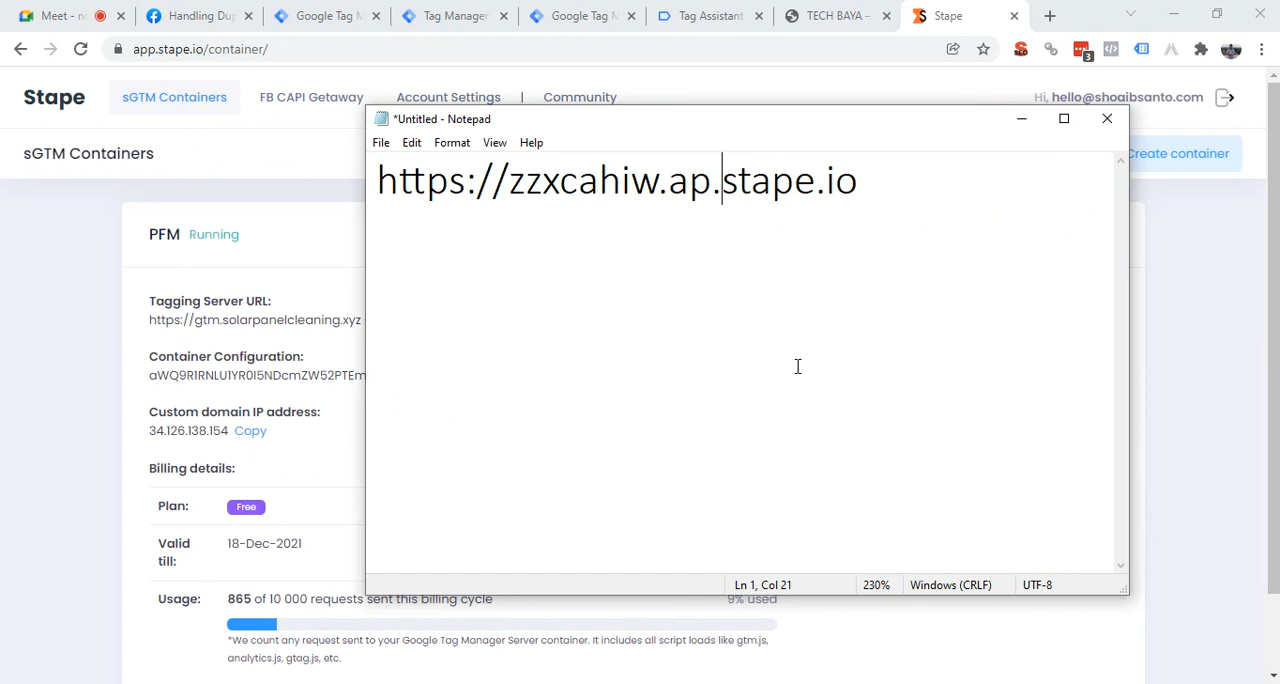 Meet - n
Handling Dup
Google Tag M
Tag Manager
Google Tag M
Tag Assistant
TECH BAYA –
Stape
app.stape.io/container/
3
Stape
sGTM Containers
FB CAPI Getaway
Account Settings
|
Community
Hi, hello@shoaibsanto.com
sGTM Containers
Create container
*Untitled - Notepad
File Edit Format View Help
https://zzxcahiw.ap.stape.io
Ln 1, Col 21
230%
Windows (CRLF)
UTF-8
PFM Running
Tagging Server URL:
https://gtm.solarpanelcleaning.xyz
Container Configuration:
aWQ9R1RNLU1YR0I5NDcmZW52PTEm
Custom domain IP address:
34.126.138.154 Copy
Billing details:
Plan: Free
Valid till: 18-Dec-2021
Usage: 865 of 10 000 requests sent this billing cycle
9% used
*We count any request sent to your Google Tag Manager Server container. It includes all script loads like gtm.js,
analytics.js, gtag.js, etc.